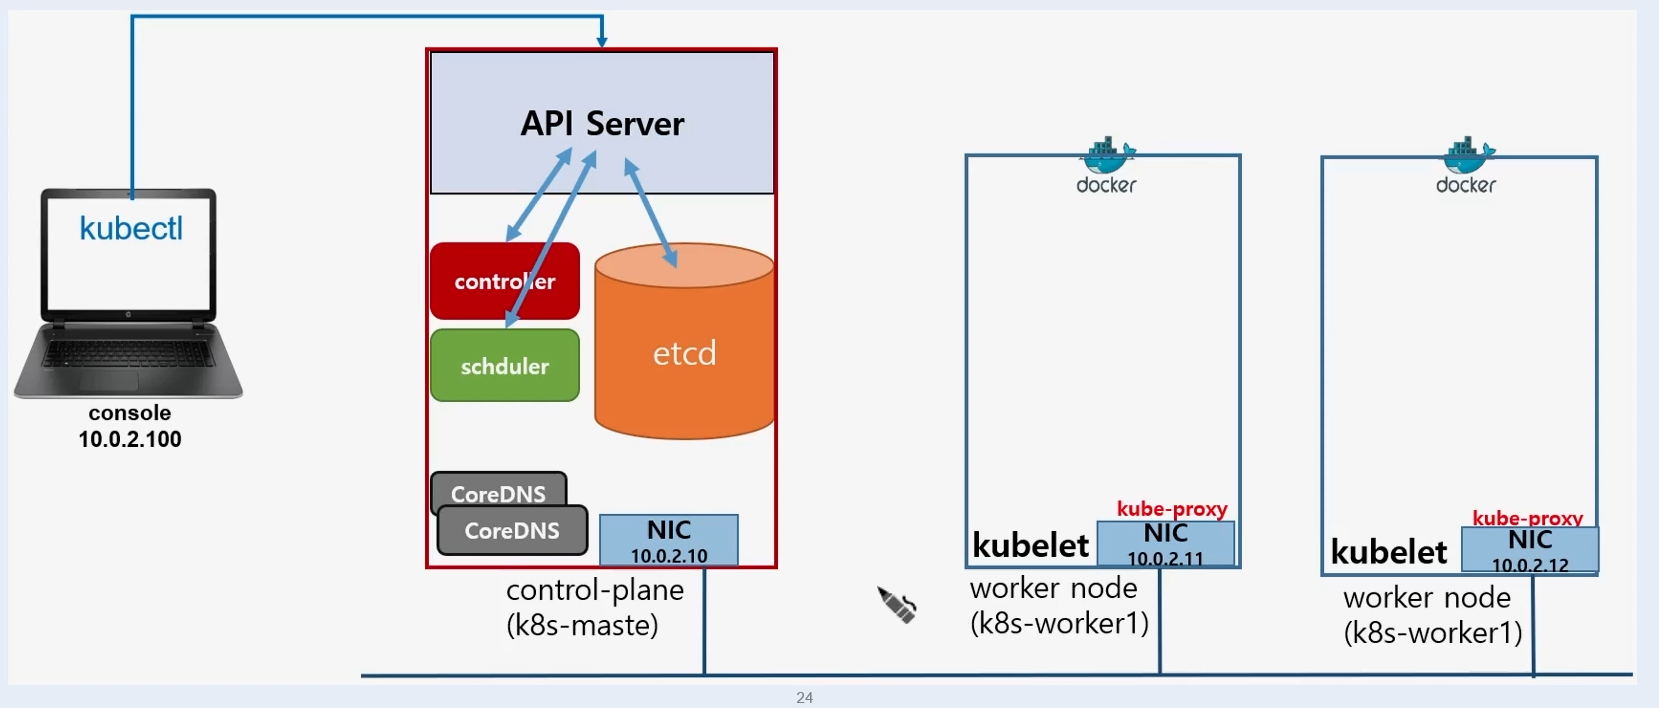 kubectl
console
10.0.2.100
API Server
controller
schduler
etcd
CoreDNS
CoreDNS
NIC
10.0.2.10
control-plane
(k8s-maste)
docker
kube-proxy
kubelet
NIC
10.0.2.11
worker node
(k8s-worker1)
docker
kube-proxy
kubelet
NIC
10.0.2.12
worker node
(k8s-worker1)
24